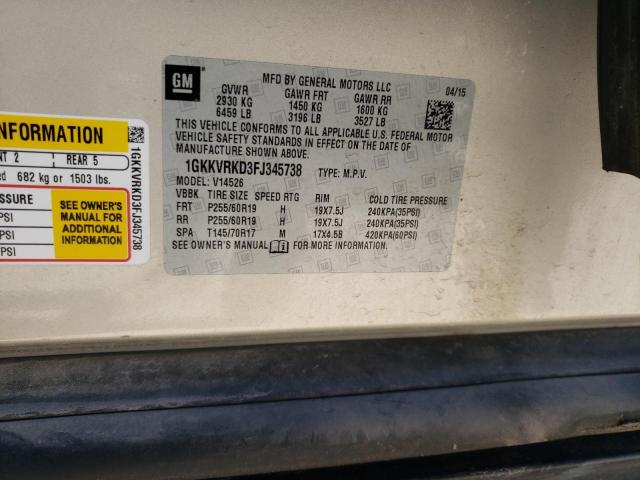 GM
MFD BY GENERAL MOTORS LLC
04/15
GVWR GAWR FRT GAWR RR
2930 KG 1450 KG 1600 KG
6459 LB 3196 LB 3527 LB
THIS VEHICLE CONFORMS TO ALL APPLICABLE U.S. FEDERAL MOTOR
VEHICLE SAFETY STANDARDS IN EFFECT ON THE DATE OF
MANUFACTURE SHOWN ABOVE.
1GKKVRKD3FJ345738 TYPE: M.P.V.
MODEL: V14526
VBBK TIRE SIZE SPEED RTG RIM COLD TIRE PRESSURE
FRT P255/60R19 H 19X7.5J 240KPA(35PSI)
RR P255/60R19 H 19X7.5J 240KPA(35PSI)
SPA T145/70R17 M 17X4.5B 420KPA(60PSI)
SEE OWNER'S MANUAL FOR MORE INFORMATION.
INFORMATION
NT 2 REAR 5
ed 682 kg or 1503 lbs.
SSURE
PSI
PSI
PSI
SEE OWNER'S
MANUAL FOR
ADDITIONAL
INFORMATION
1GKKVRKD3FJ345738